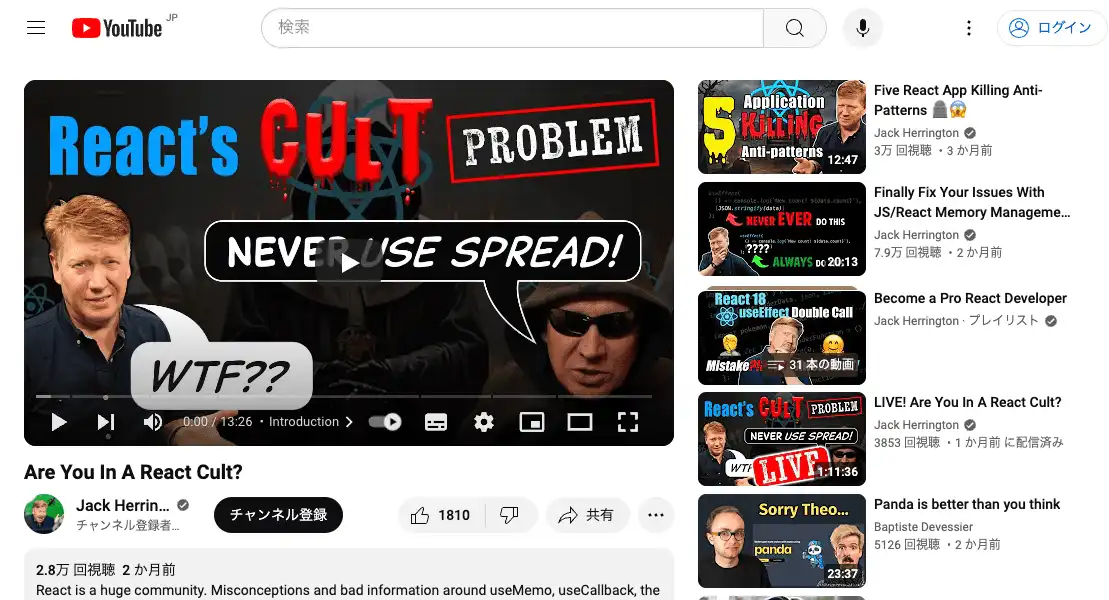 YouTube JP
検索
ログイン
React's CULT PROBLEM
NEVER USE SPREAD!
WTF??
0:00 / 13:26 • Introduction
Are You In A React Cult?
Jack Herrin...
チャンネル登録者...
チャンネル登録
1810
共有
2.8万 回視聴 2 か月前
React is a huge community. Misconceptions and bad information around useMemo, useCallback, the
5 Application
KILLING
Anti-patterns
12:47
Five React App Killing Anti-
Patterns 🪦😱
Jack Herrington
3万 回視聴 ・3 か月前
NEVER EVER DO THIS
????
ALWAYS DO
20:13
Finally Fix Your Issues With
JS/React Memory Manageme...
Jack Herrington
7.9万 回視聴 ・2 か月前
React 18
useEffect Double Call
Mistake
31 本の動画
Become a Pro React Developer
Jack Herrington · プレイリスト
React's CULT PROBLEM
NEVER USE SPREAD!
WTF
LIVE
1:11:36
LIVE! Are You In A React Cult?
Jack Herrington
3853 回視聴 ・1 か月前 に配信済み
Sorry Theo...
panda
23:37
Panda is better than you think
Baptiste Devessier
5126 回視聴 ・2 か月前